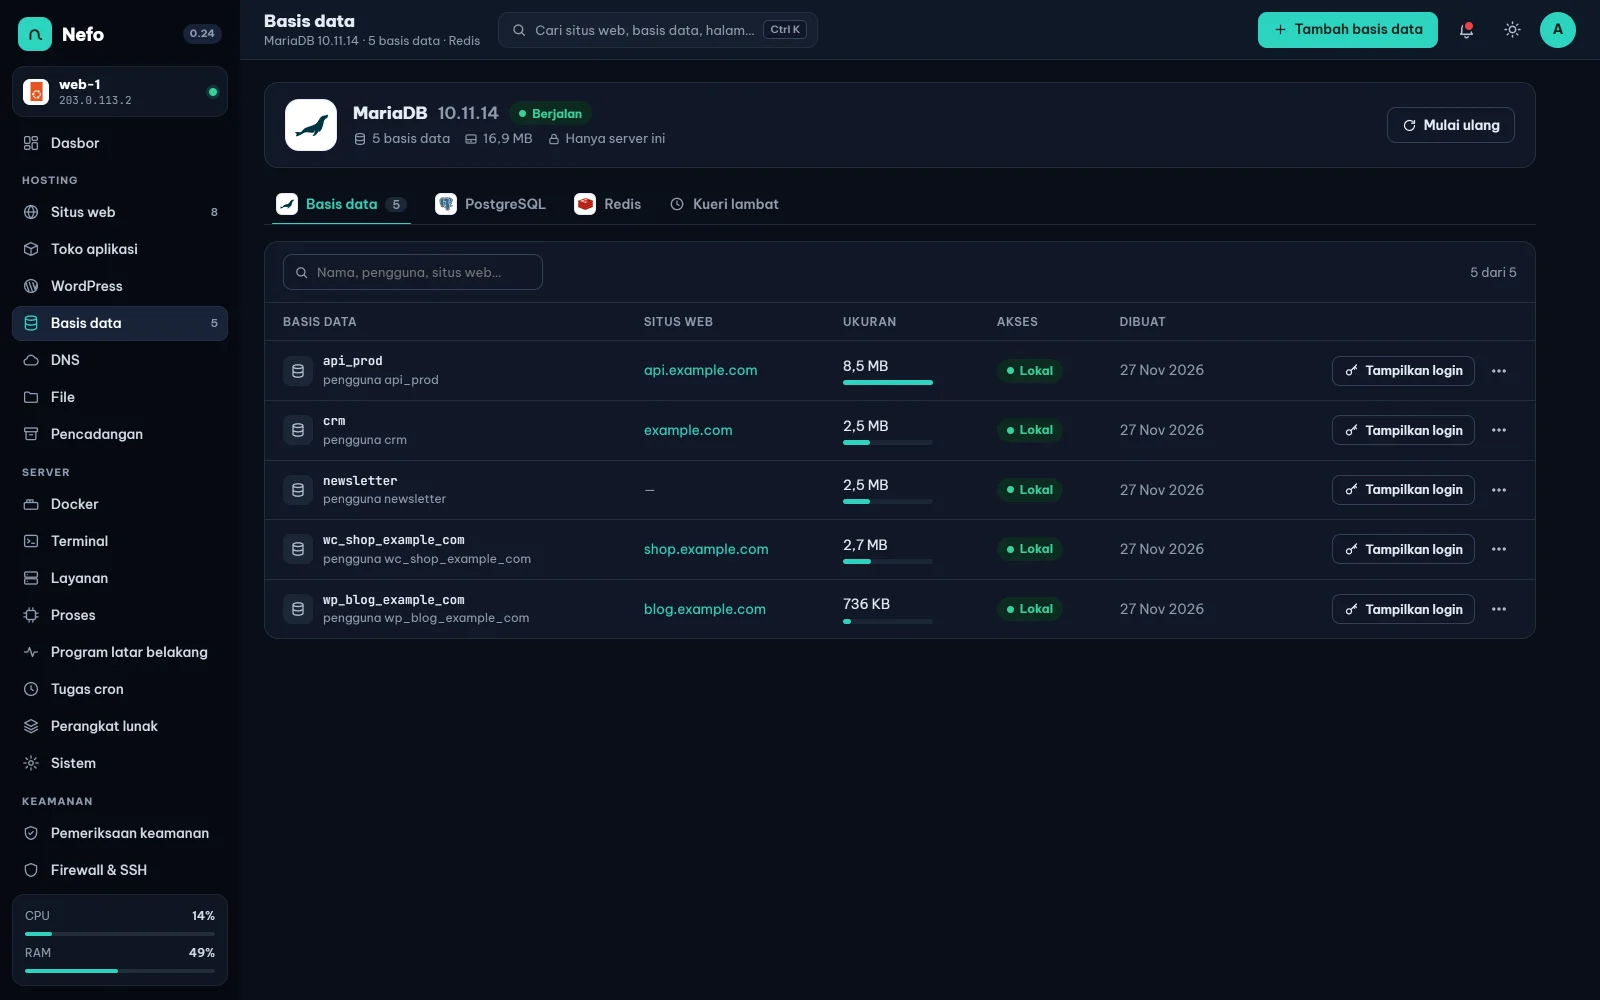 Nefo
0.24
web-1
203.0.113.2
Dasbor
HOSTING
Situs web 8
Toko aplikasi
WordPress
Basis data 5
DNS
File
Pencadangan
SERVER
Docker
Terminal
Layanan
Proses
Program latar belakang
Tugas cron
Perangkat lunak
Sistem
KEAMANAN
Pemeriksaan keamanan
Firewall & SSH
CPU 14%
RAM 49%
Basis data
MariaDB 10.11.14 · 5 basis data · Redis
Cari situs web, basis data, halam... Ctrl K
Tambah basis data
A
MariaDB 10.11.14 Berjalan
5 basis data 16,9 MB Hanya server ini
Mulai ulang
Basis data 5 PostgreSQL Redis Kueri lambat
Nama, pengguna, situs web...
5 dari 5
BASIS DATA SITUS WEB UKURAN AKSES DIBUAT
api_prod
pengguna api_prod
api.example.com
8,5 MB
Lokal
27 Nov 2026
Tampilkan login
crm
pengguna crm
example.com
2,5 MB
Lokal
27 Nov 2026
Tampilkan login
newsletter
pengguna newsletter
—
2,5 MB
Lokal
27 Nov 2026
Tampilkan login
wc_shop_example_com
pengguna wc_shop_example_com
shop.example.com
2,7 MB
Lokal
27 Nov 2026
Tampilkan login
wp_blog_example_com
pengguna wp_blog_example_com
blog.example.com
736 KB
Lokal
27 Nov 2026
Tampilkan login